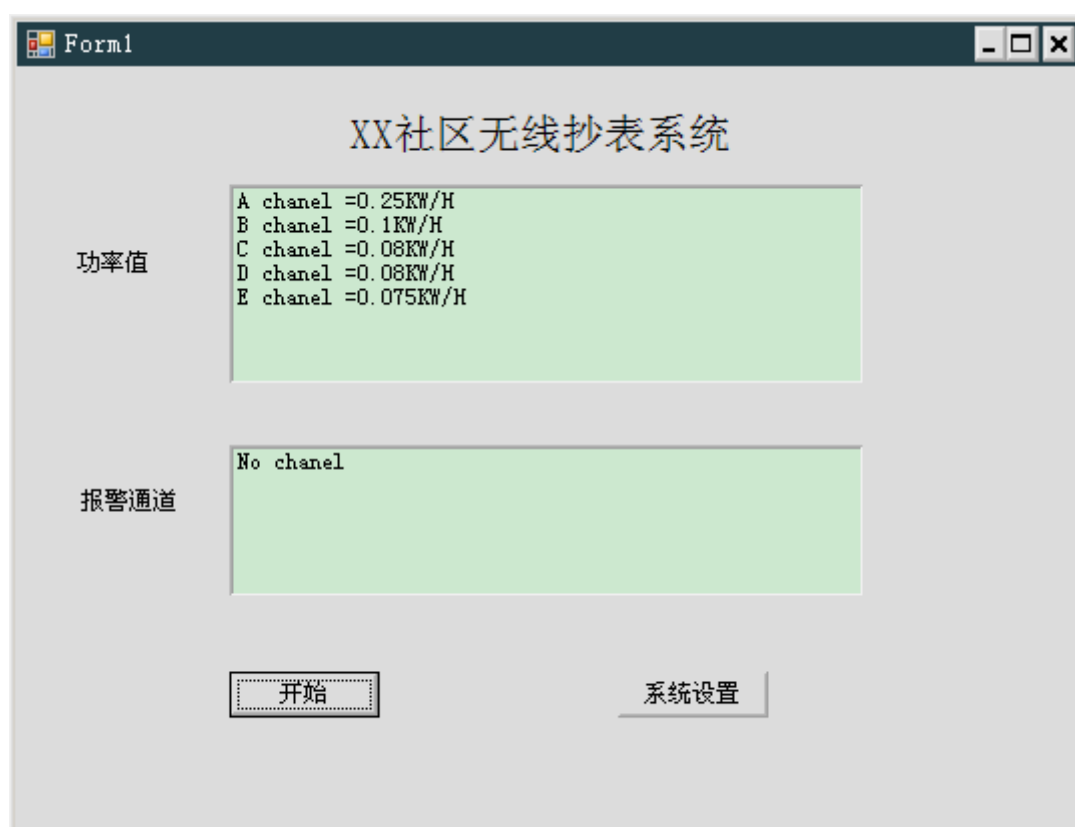 Form1
XX社区无线抄表系统
功率值
A chanel =0.25KW/H
B chanel =0.1KW/H
C chanel =0.08KW/H
D chanel =0.08KW/H
E chanel =0.075KW/H
报警通道
No chanel
开始
系统设置